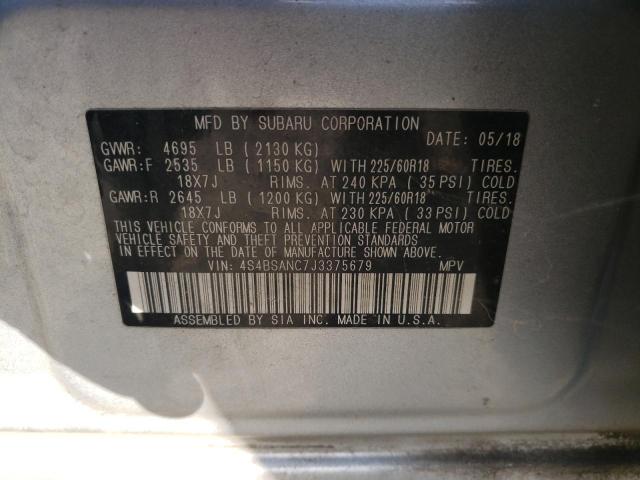 MFD BY SUBARU CORPORATION
DATE: 05/18
GVWR: 4695 LB (2130 KG)
GAWR:F 2535 LB (1150 KG) WITH 225/60R18 TIRES.
18X7J RIMS. AT 240 KPA (35 PSI) COLD
GAWR:R 2645 LB (1200 KG) WITH 225/60R18 TIRES.
18X7J RIMS. AT 230 KPA (33 PSI) COLD
THIS VEHICLE CONFORMS TO ALL APPLICABLE FEDERAL MOTOR
VEHICLE SAFETY AND THEFT PREVENTION STANDARDS
IN EFFECT ON THE DATE OF MANUFACTURE SHOWN ABOVE.
VIN: 4S4BSANC7J3375679 MPV
ASSEMBLED BY SIA INC. MADE IN U.S.A.